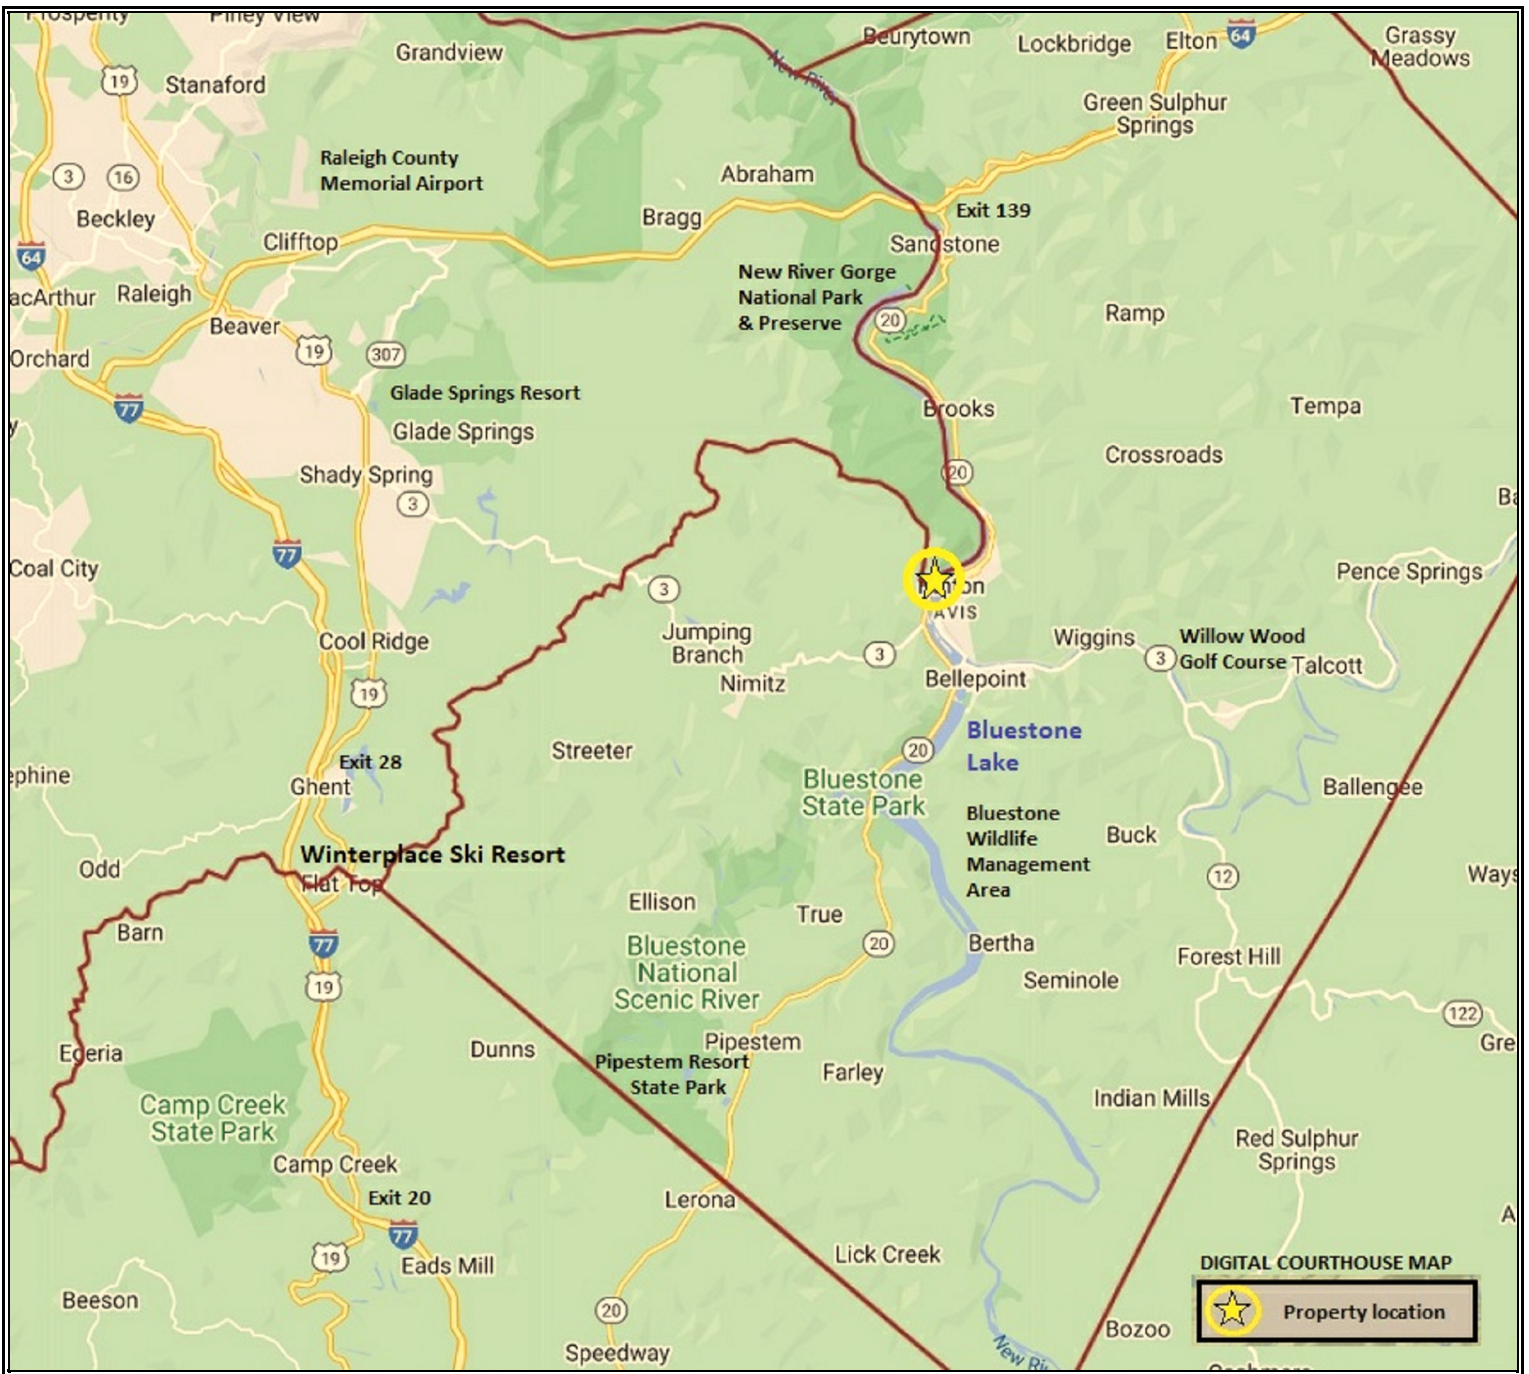 Piney View
Grandview
Beurytown
Lockbridge
Elton
64
Grassy
Meadows
19
Stanaford
New River
Green Sulphur
Springs
Raleigh County
Memorial Airport
3
16
Abraham
Beckley
Bragg
Exit 139
Clifftop
Sandstone
64
New River Gorge
National Park
& Preserve
acArthur
Raleigh
20
Ramp
Beaver
19
307
Orchard
77
Glade Springs Resort
Glade Springs
Brooks
Tempa
y
Crossroads
Shady Spring
3
20
Ba
77
Coal City
Pence Springs
3
AVIS
Jumping
Branch
Nimitz
3
Wiggins
3
Willow Wood
Golf Course
Talcott
Cool Ridge
19
Bellepoint
Bluestone
Lake
Streeter
20
Exit 28
Ghent
ephine
Bluestone
State Park
Ballengee
Bluestone
Wildlife
Management
Area
Buck
Winterplace Ski Resort
Flat Top
Odd
12
Ways
Ellison
True
Barn
77
Bluestone
National
Scenic River
20
Bertha
Forest Hill
Seminole
19
122
Gre
Egeria
Dunns
Pipestem
Pipestem Resort
State Park
Farley
Camp Creek
State Park
Indian Mills
Red Sulphur
Springs
Camp Creek
Exit 20
Lerona
A
77
19
Eads Mill
Lick Creek
DIGITAL COURTHOUSE MAP
Property location
Beeson
20
Bozoo
Speedway
New Ri